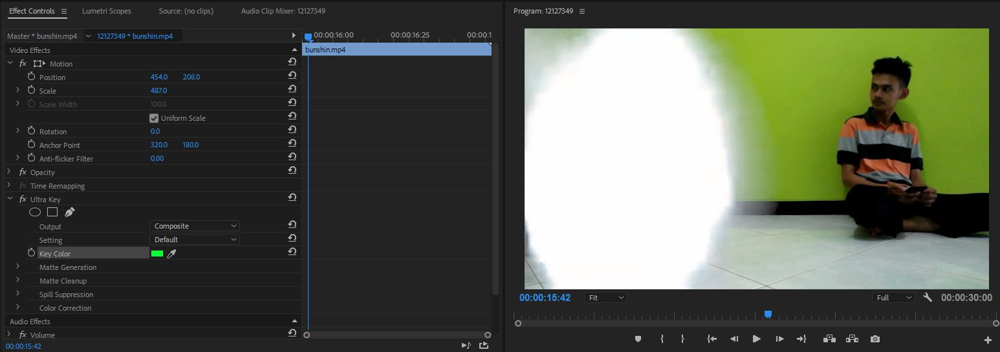 Effect Controls
Lumetri Scopes
Source: (no clips)
Audio Clip Mixer: 12127349
Master * bunshin.mp4
12127349 * bunshin.mp4
00:00:16:00
00:00:16:25
00:00:1
Video Effects
bunshin.mp4
fx Motion
Position 454.0 208.0
Scale 487.0
Scale Width 100.0
Uniform Scale
Rotation 0.0
Anchor Point 320.0 180.0
Anti-flicker Filter 0.00
fx Opacity
fx Time Remapping
fx Ultra Key
Output Composite
Setting Default
Key Color
Matte Generation
Matte Cleanup
Spill Suppression
Color Correction
Audio Effects
fx Volume
00:00:15:42
Program: 12127349
00:00:15:42
Fit
Full
00:00:30:00